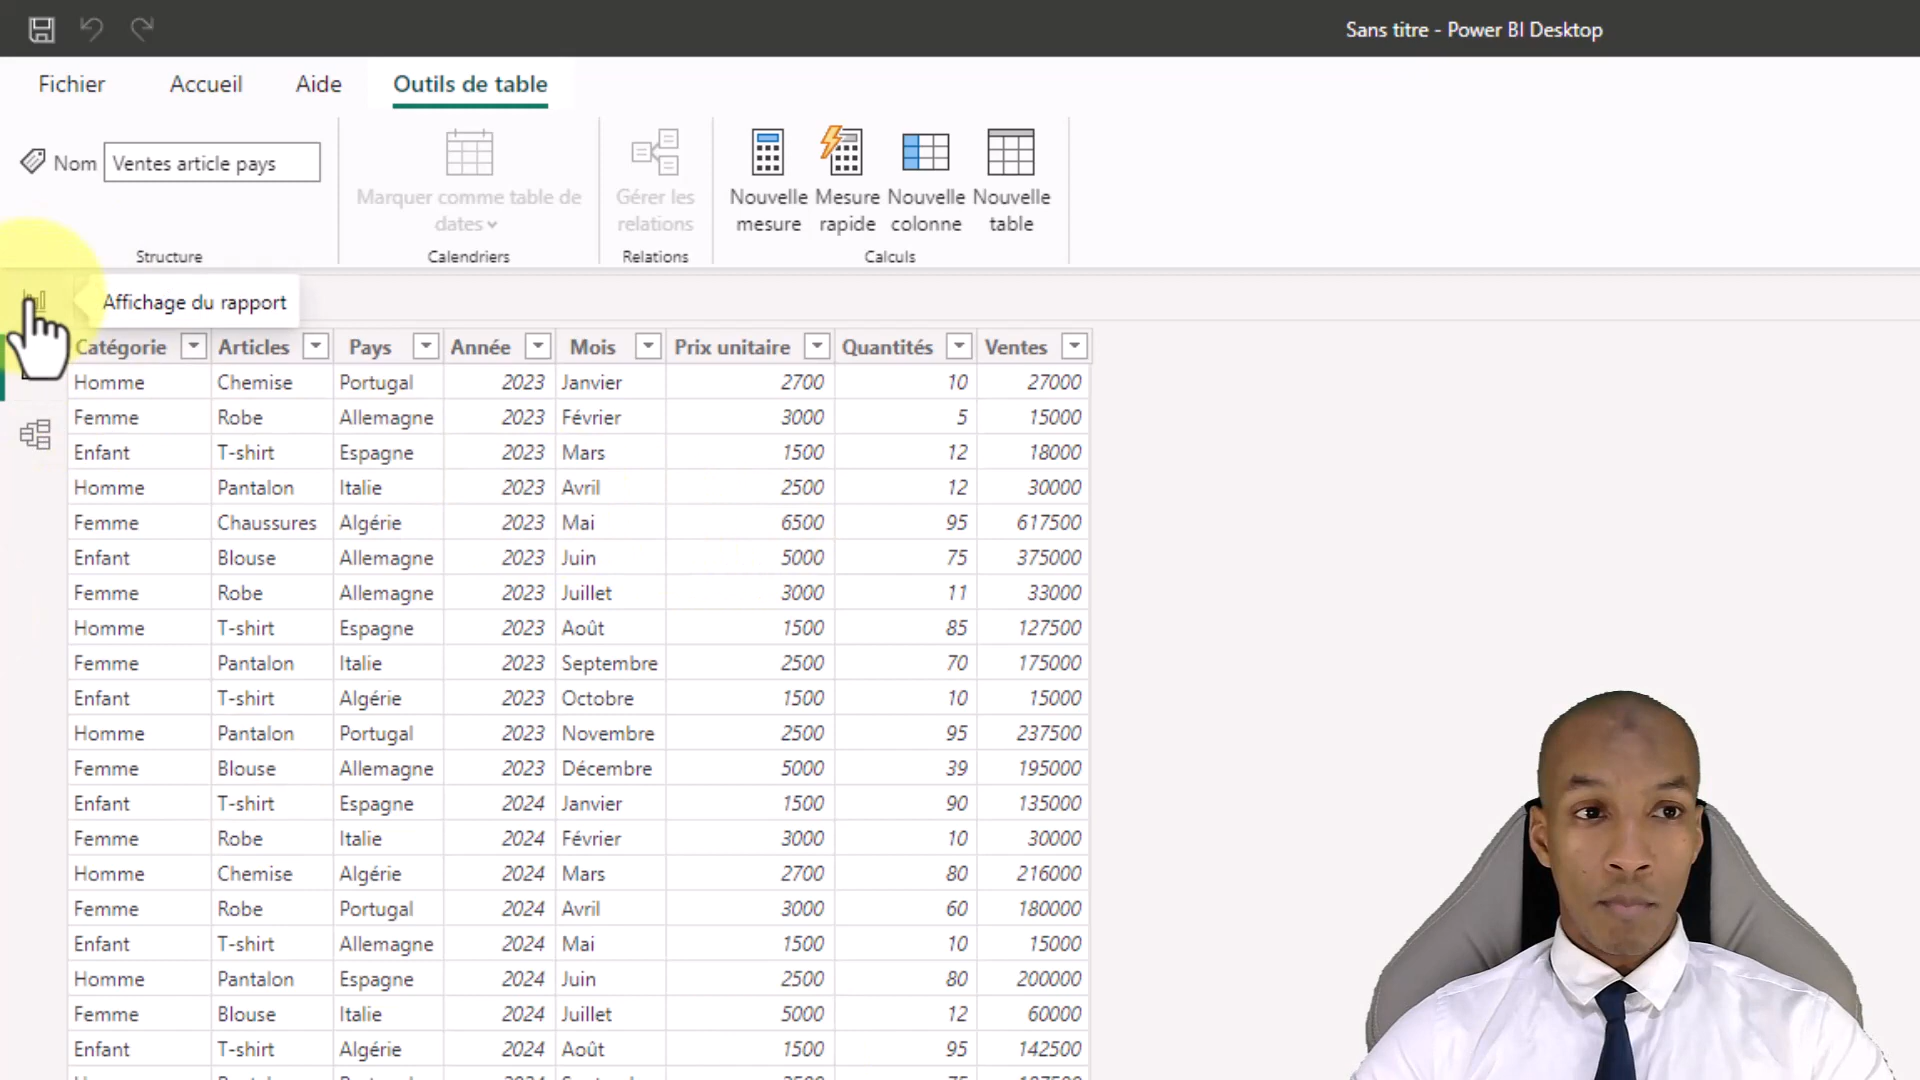 Sans titre - Power BI Desktop
Fichier Accueil Aide Outils de table
Nom Ventes article pays
Marquer comme table de
dates
Gérer les
relations
Nouvelle
mesure
Mesure
rapide
Nouvelle
colonne
Nouvelle
table
Structure Calendriers Relations Calculs
Affichage du rapport
Catégorie Articles Pays Année Mois Prix unitaire Quantités Ventes
Homme Chemise Portugal 2023 Janvier 2700 10 27000
Femme Robe Allemagne 2023 Février 3000 5 15000
Enfant T-shirt Espagne 2023 Mars 1500 12 18000
Homme Pantalon Italie 2023 Avril 2500 12 30000
Femme Chaussures Algérie 2023 Mai 6500 95 617500
Enfant Blouse Allemagne 2023 Juin 5000 75 375000
Femme Robe Allemagne 2023 Juillet 3000 11 33000
Homme T-shirt Espagne 2023 Août 1500 85 127500
Femme Pantalon Italie 2023 Septembre 2500 70 175000
Enfant T-shirt Algérie 2023 Octobre 1500 10 15000
Homme Pantalon Portugal 2023 Novembre 2500 95 237500
Femme Blouse Allemagne 2023 Décembre 5000 39 195000
Enfant T-shirt Espagne 2024 Janvier 1500 90 135000
Femme Robe Italie 2024 Février 3000 10 30000
Homme Chemise Algérie 2024 Mars 2700 80 216000
Femme Robe Portugal 2024 Avril 3000 60 180000
Enfant T-shirt Allemagne 2024 Mai 1500 10 15000
Homme Pantalon Espagne 2024 Juin 2500 80 200000
Femme Blouse Italie 2024 Juillet 5000 12 60000
Enfant T-shirt Algérie 2024 Août 1500 95 142500